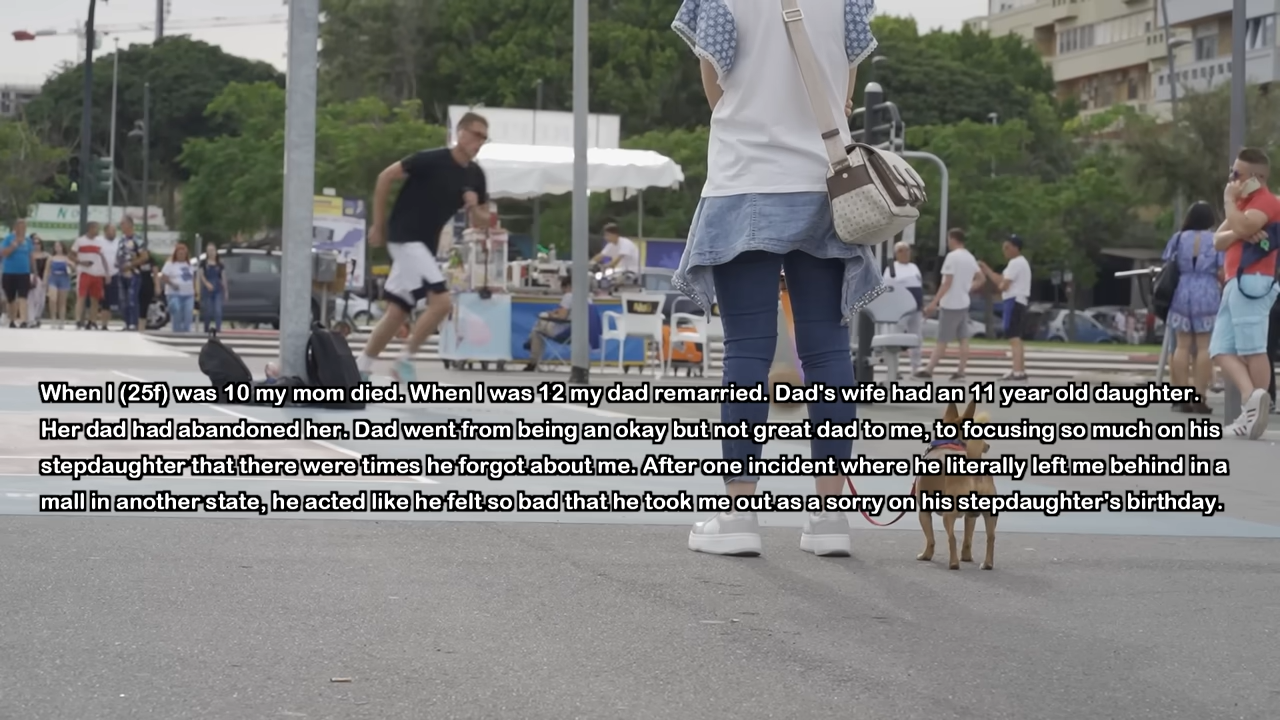 When I (25f) was 10 my mom died. When I was 12 my dad remarried. Dad's wife had an 11 year old daughter.
Her dad had abandoned her. Dad went from being an okay but not great dad to me, to focusing so much on his
stepdaughter that there were times he forgot about me. After one incident where he literally left me behind in a
mall in another state, he acted like he felt so bad that he took me out as a sorry on his stepdaughter's birthday.